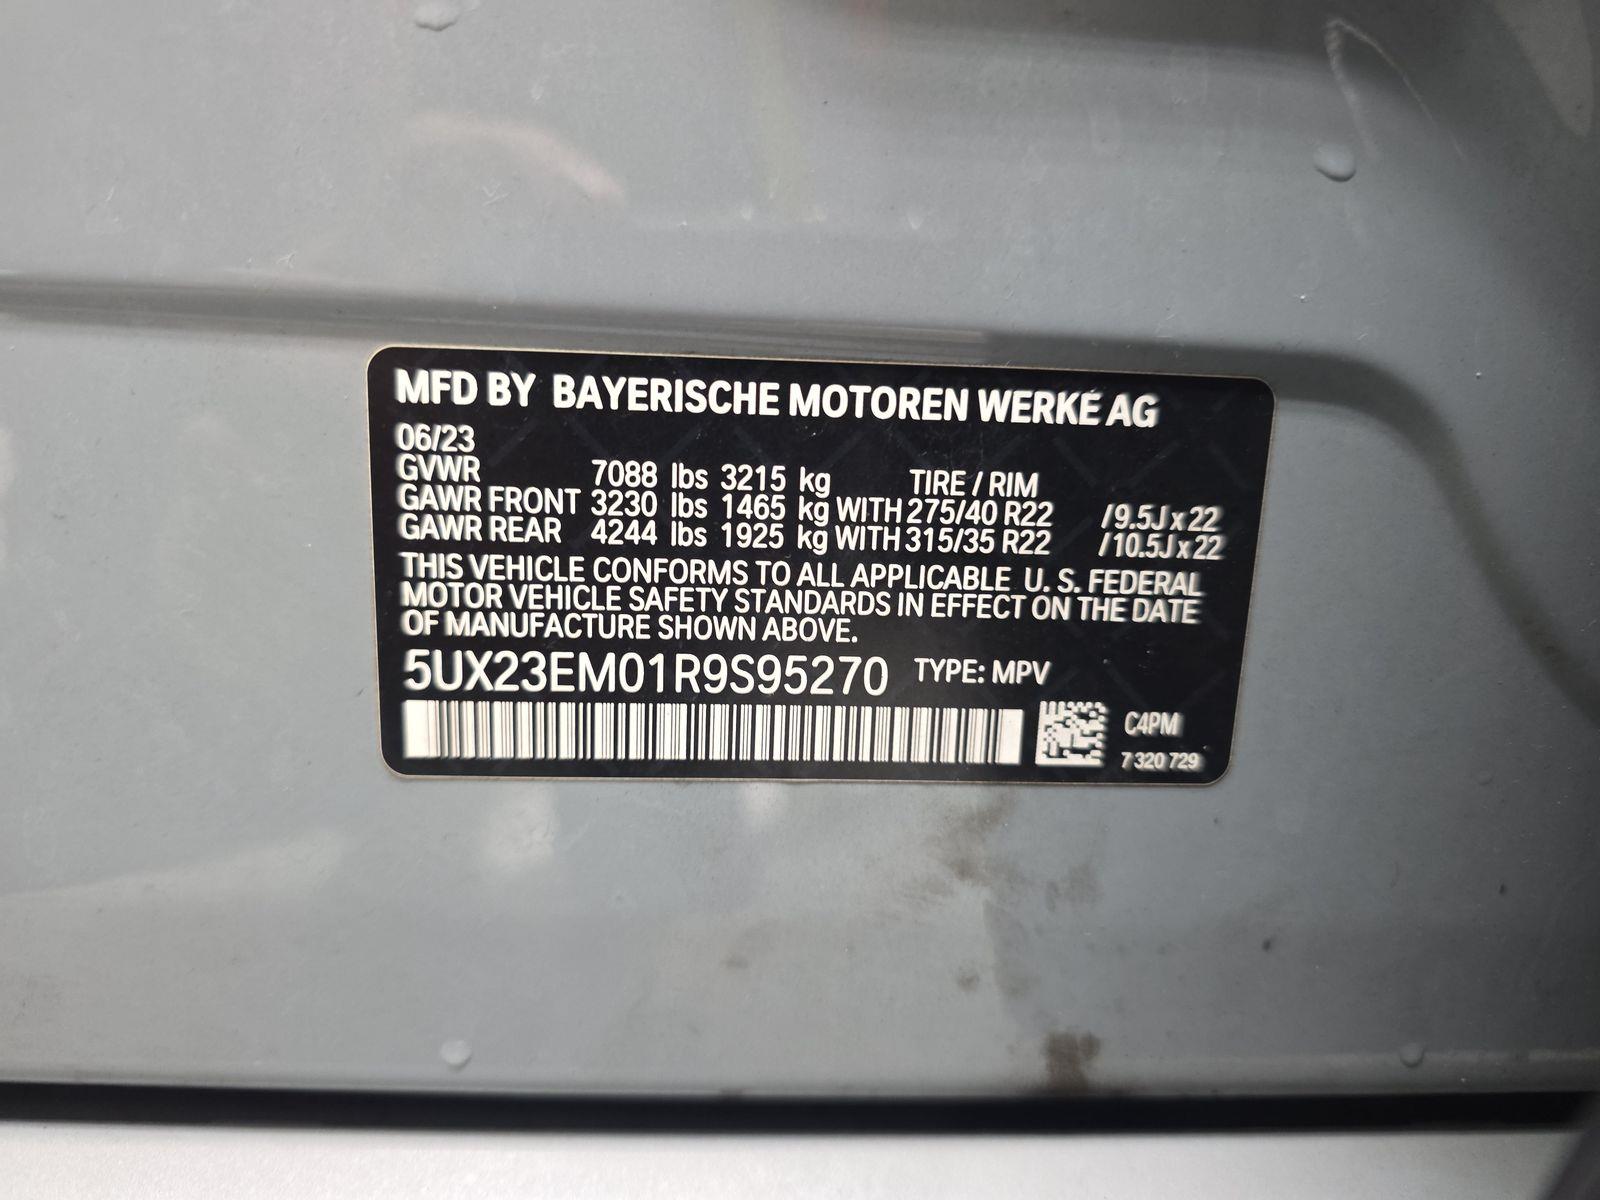 MFD BY BAYERISCHE MOTOREN WERKE AG
06/23
GVWR 7088 lbs 3215 kg TIRE / RIM
GAWR FRONT 3230 lbs 1465 kg WITH 275/40 R22 /9.5J x 22
GAWR REAR 4244 lbs 1925 kg WITH 315/35 R22 /10.5J x 22
THIS VEHICLE CONFORMS TO ALL APPLICABLE U. S. FEDERAL
MOTOR VEHICLE SAFETY STANDARDS IN EFFECT ON THE DATE
OF MANUFACTURE SHOWN ABOVE.
5UX23EM01R9S95270 TYPE: MPV
C4PM
7 320 729